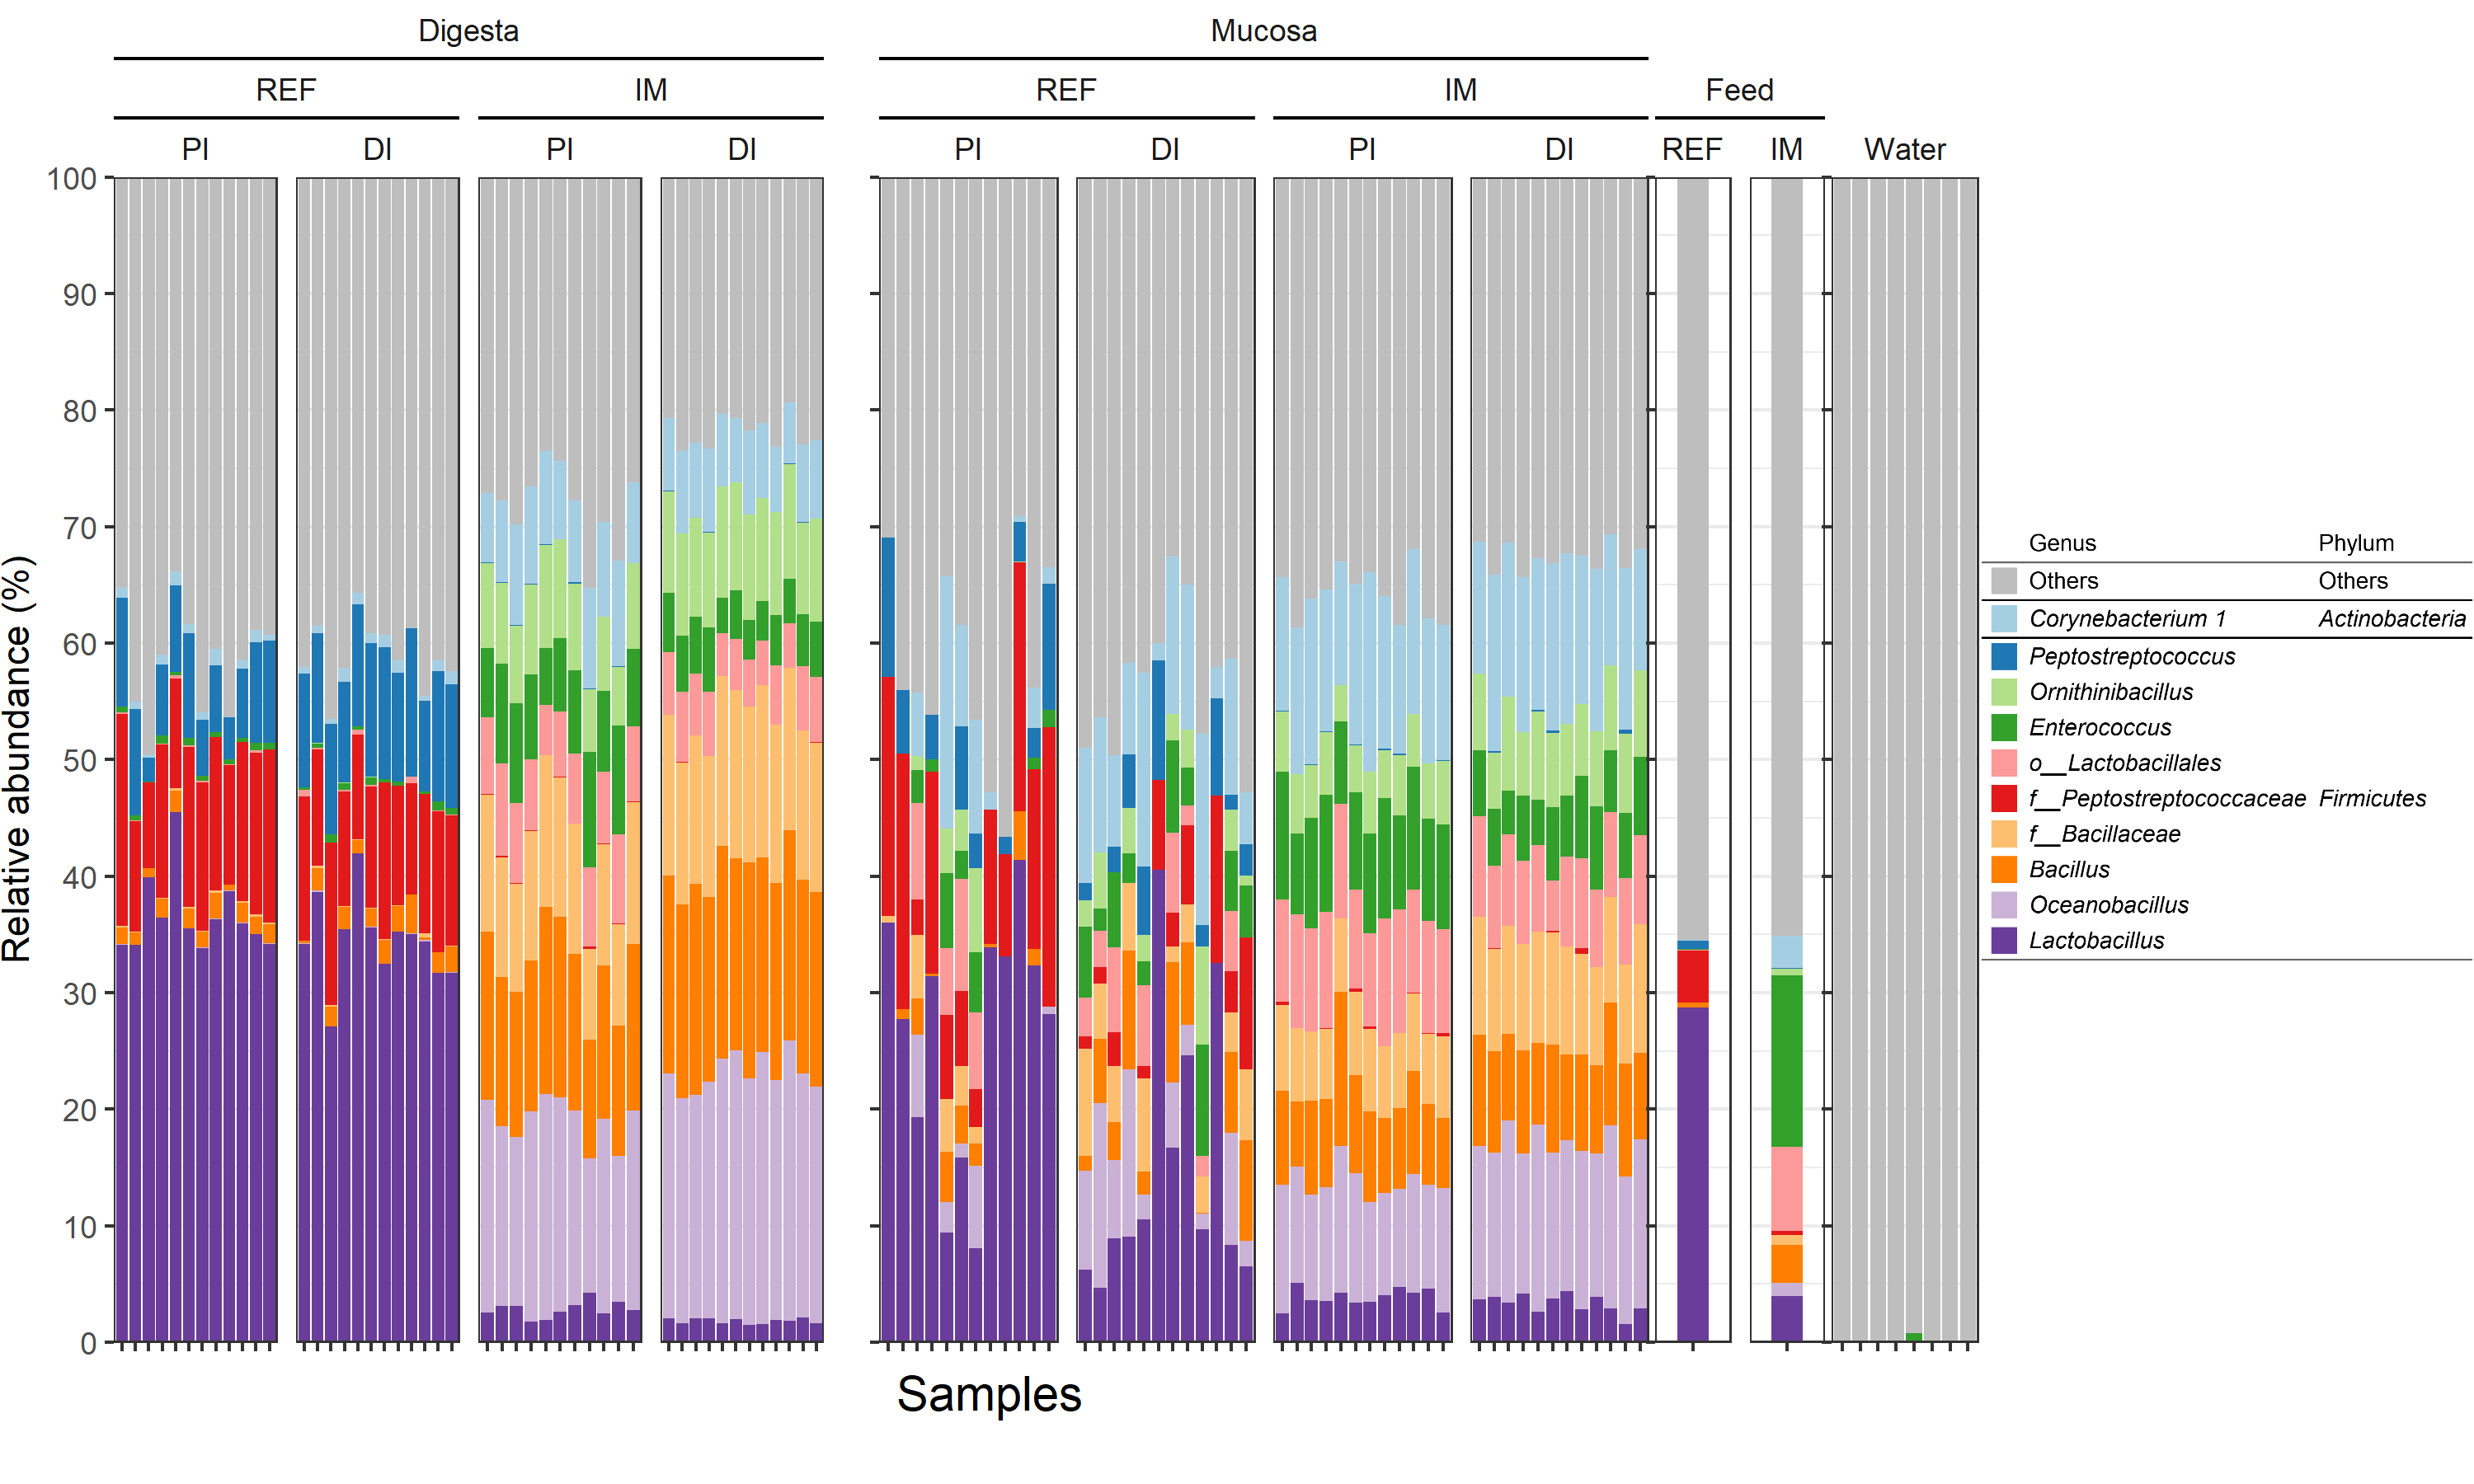 Digesta Mucosa
REF IM REF IM Feed
PI DI PI DI PI DI PI DI REF IM Water
100
90
80
70
60
50
40
30
20
10
0
Relative abundance (%)
Samples
Genus Phylum
Others Others
Corynebacterium 1 Actinobacteria
Peptostreptococcus
Ornithinibacillus
Enterococcus
o__Lactobacillales
f__Peptostreptococcaceae Firmicutes
f__Bacillaceae
Bacillus
Oceanobacillus
Lactobacillus